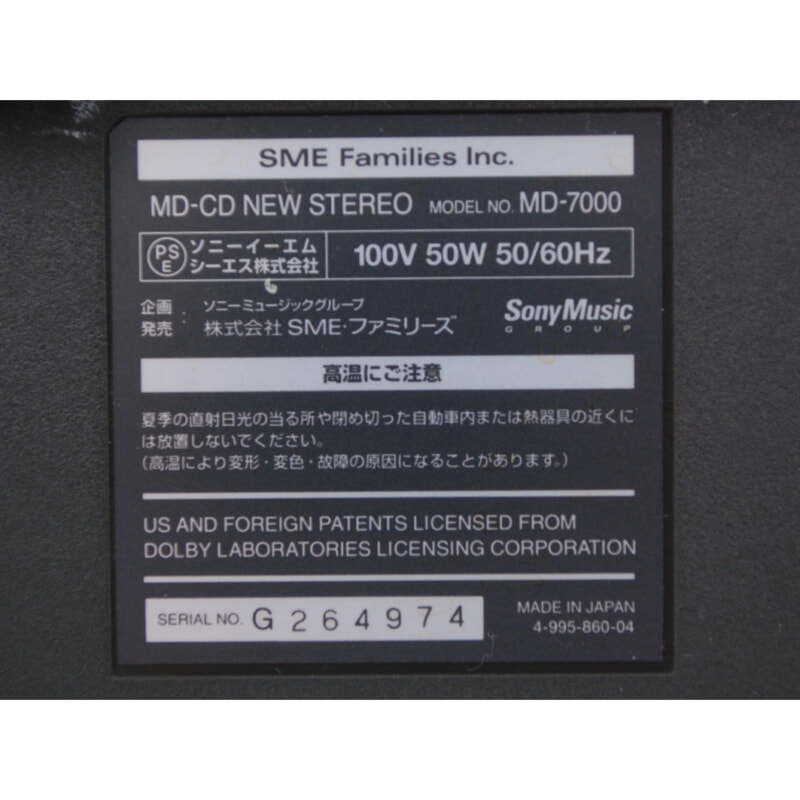 SME Families Inc.
MD-CD NEW STEREO MODEL NO. MD-7000
PSE ソニーイーエム
シーエス株式会社 100V 50W 50/60Hz
企画 ソニーミュージックグループ
発売 株式会社 SME・ファミリーズ
SonyMusic
GROUP
高温にご注意
夏季の直射日光の当る所や閉め切った自動車内または熱器具の近くに
は放置しないでください。
(高温により変形・変色・故障の原因になることがあります。)
US AND FOREIGN PATENTS LICENSED FROM
DOLBY LABORATORIES LICENSING CORPORATION
SERIAL NO. G 264974
MADE IN JAPAN
4-995-860-04